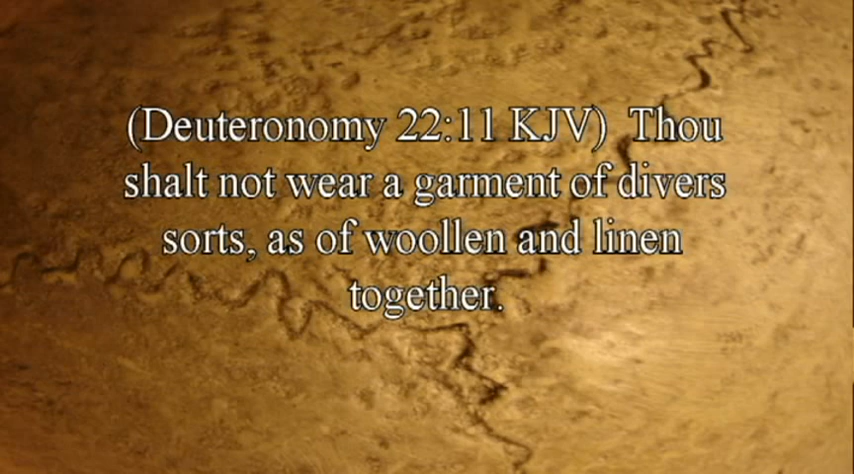 (Deuteronomy 22:11 KJV)  Thou
shalt not wear a garment of divers
sorts, as of woollen and linen
together.